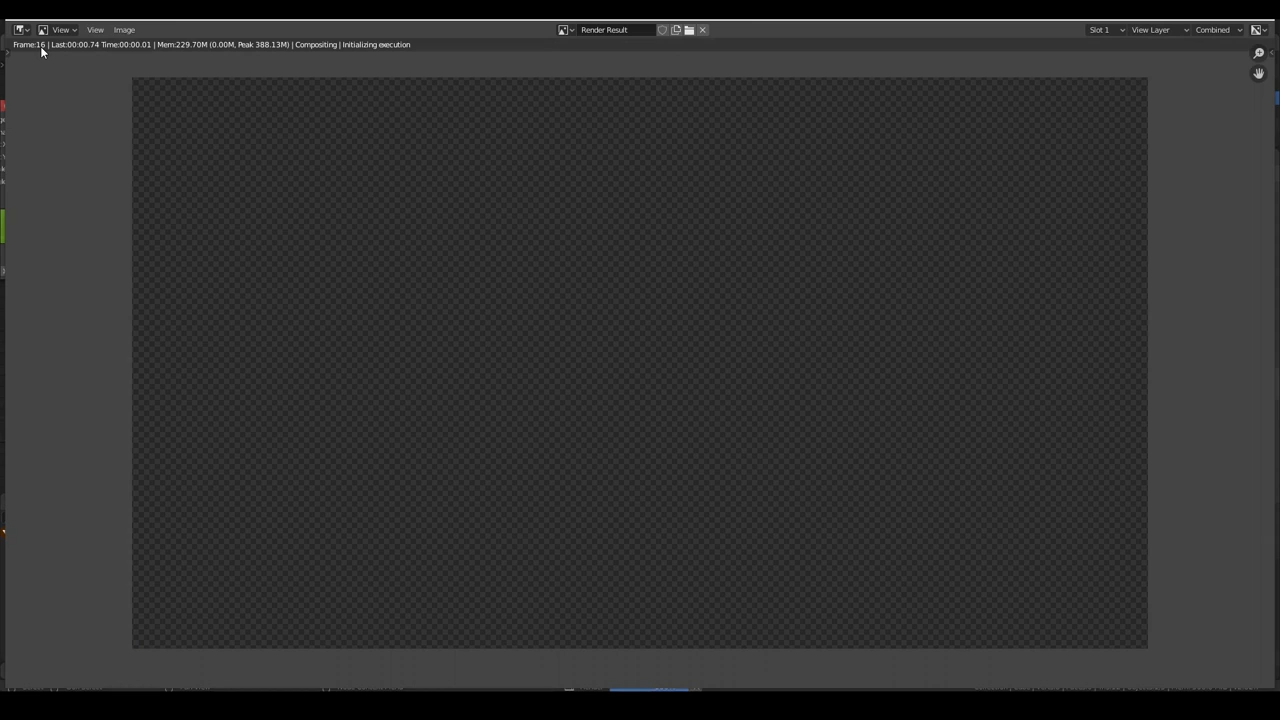 View View Image Render Result Slot 1 View Layer Combined
Frame:16 | Last:00:00.74 Time:00:00.01 | Mem:229.70M (0.00M, Peak 388.13M) | Compositing | Initializing execution